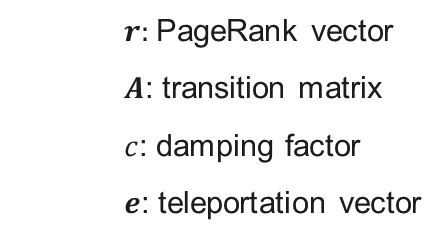 r: PageRank vector
A: transition matrix
c: damping factor
e: teleportation vector